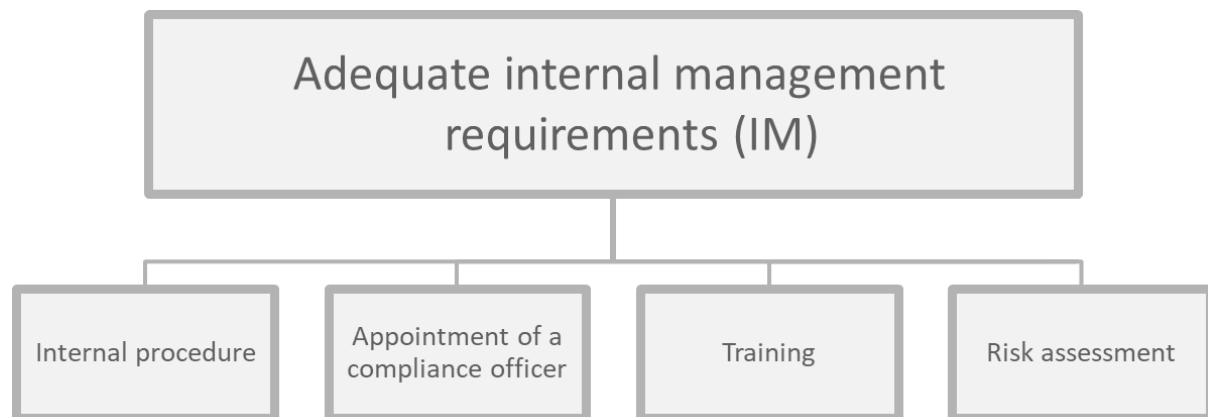 Adequate internal management
requirements (IM)
Internal procedure
Appointment of a
compliance officer
Training
Risk assessment